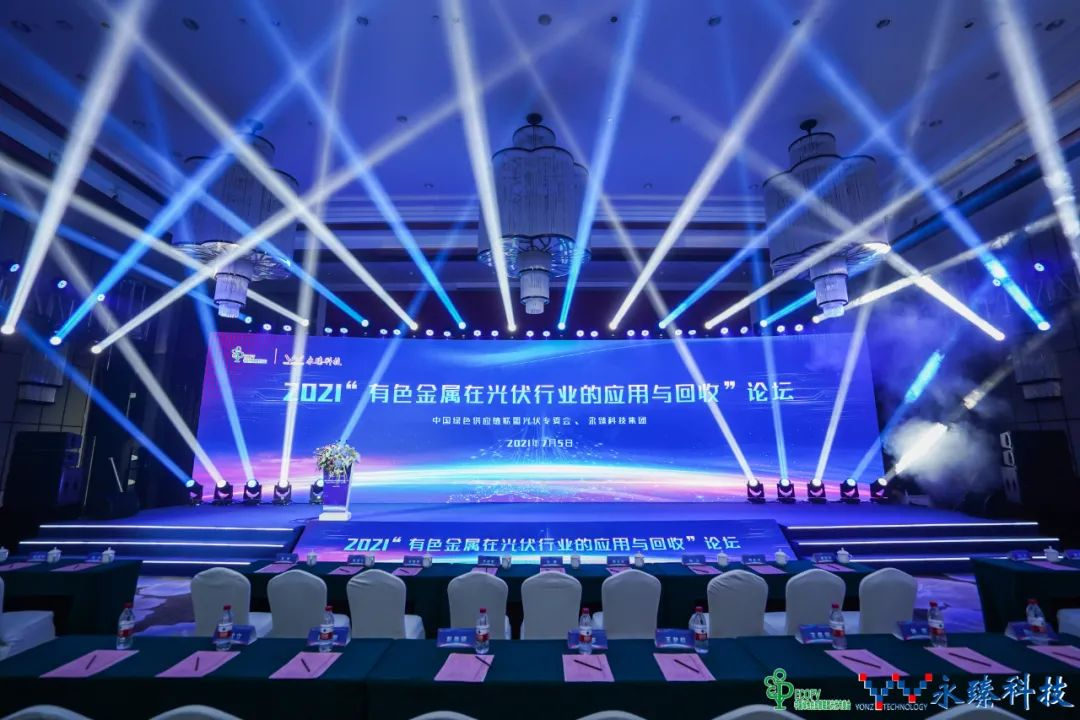 永臻科技
2021“有色金属在光伏行业的应用与回收”论坛
中国绿色供应链联盟光伏专委会、永臻科技集团
2021年7月5日
2021“有色金属在光伏行业的应用与回收”论坛
ECOPV
YONZ TECHNOLOGY
永臻科技